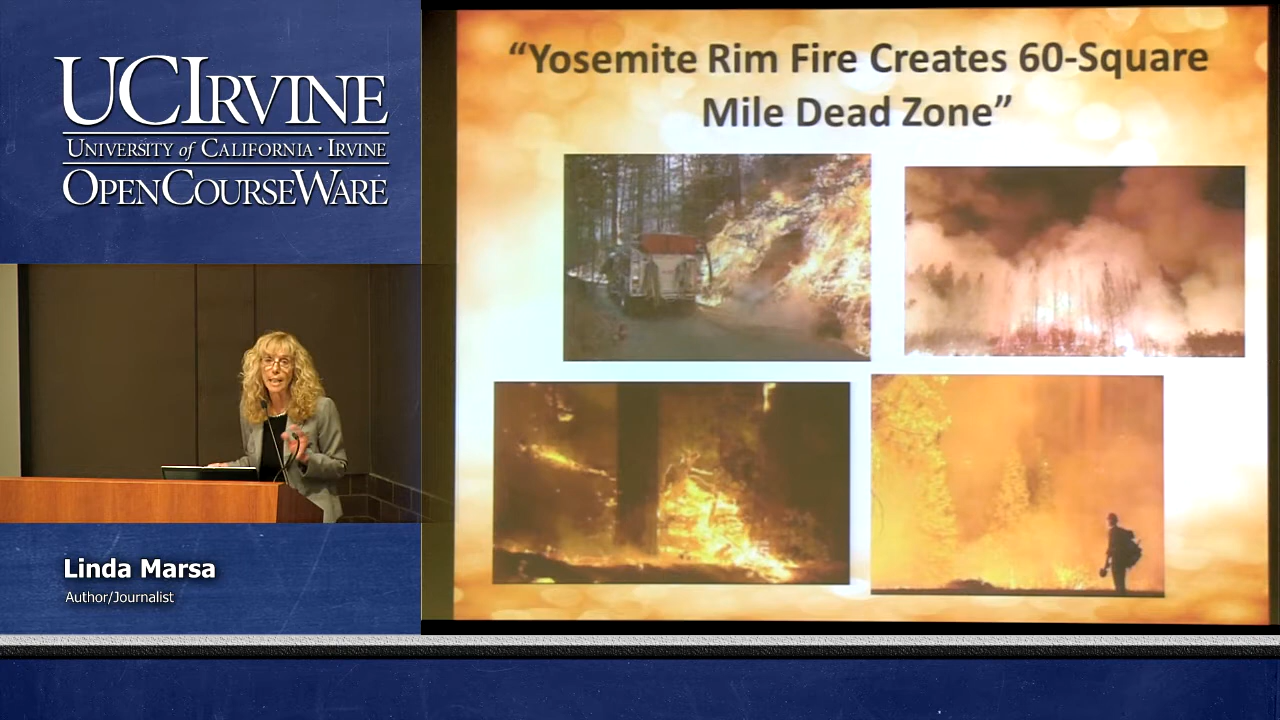 UCIRVINE
UNIVERSITY of CALIFORNIA · IRVINE
OPENCOURSEWARE
Linda Marsa
Author/Journalist
“Yosemite Rim Fire Creates 60-Square
Mile Dead Zone”